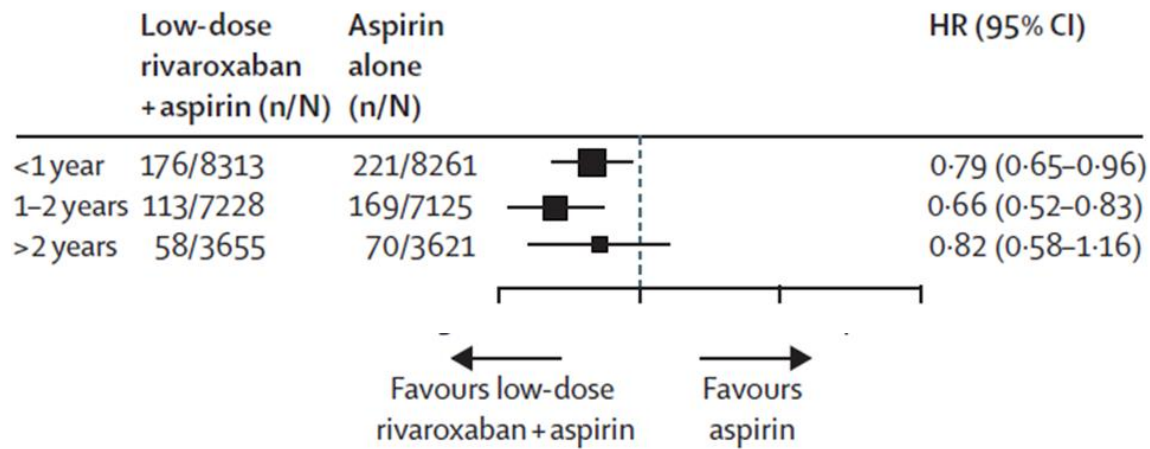 Low-dose rivaroxaban +aspirin (n/N) Aspirin alone (n/N) HR (95% CI)
<1 year 176/8313 221/8261 0·79 (0·65–0·96)
1–2 years 113/7228 169/7125 0·66 (0·52–0·83)
>2 years 58/3655 70/3621 0·82 (0·58–1·16)
Favours low-dose rivaroxaban+aspirin Favours aspirin